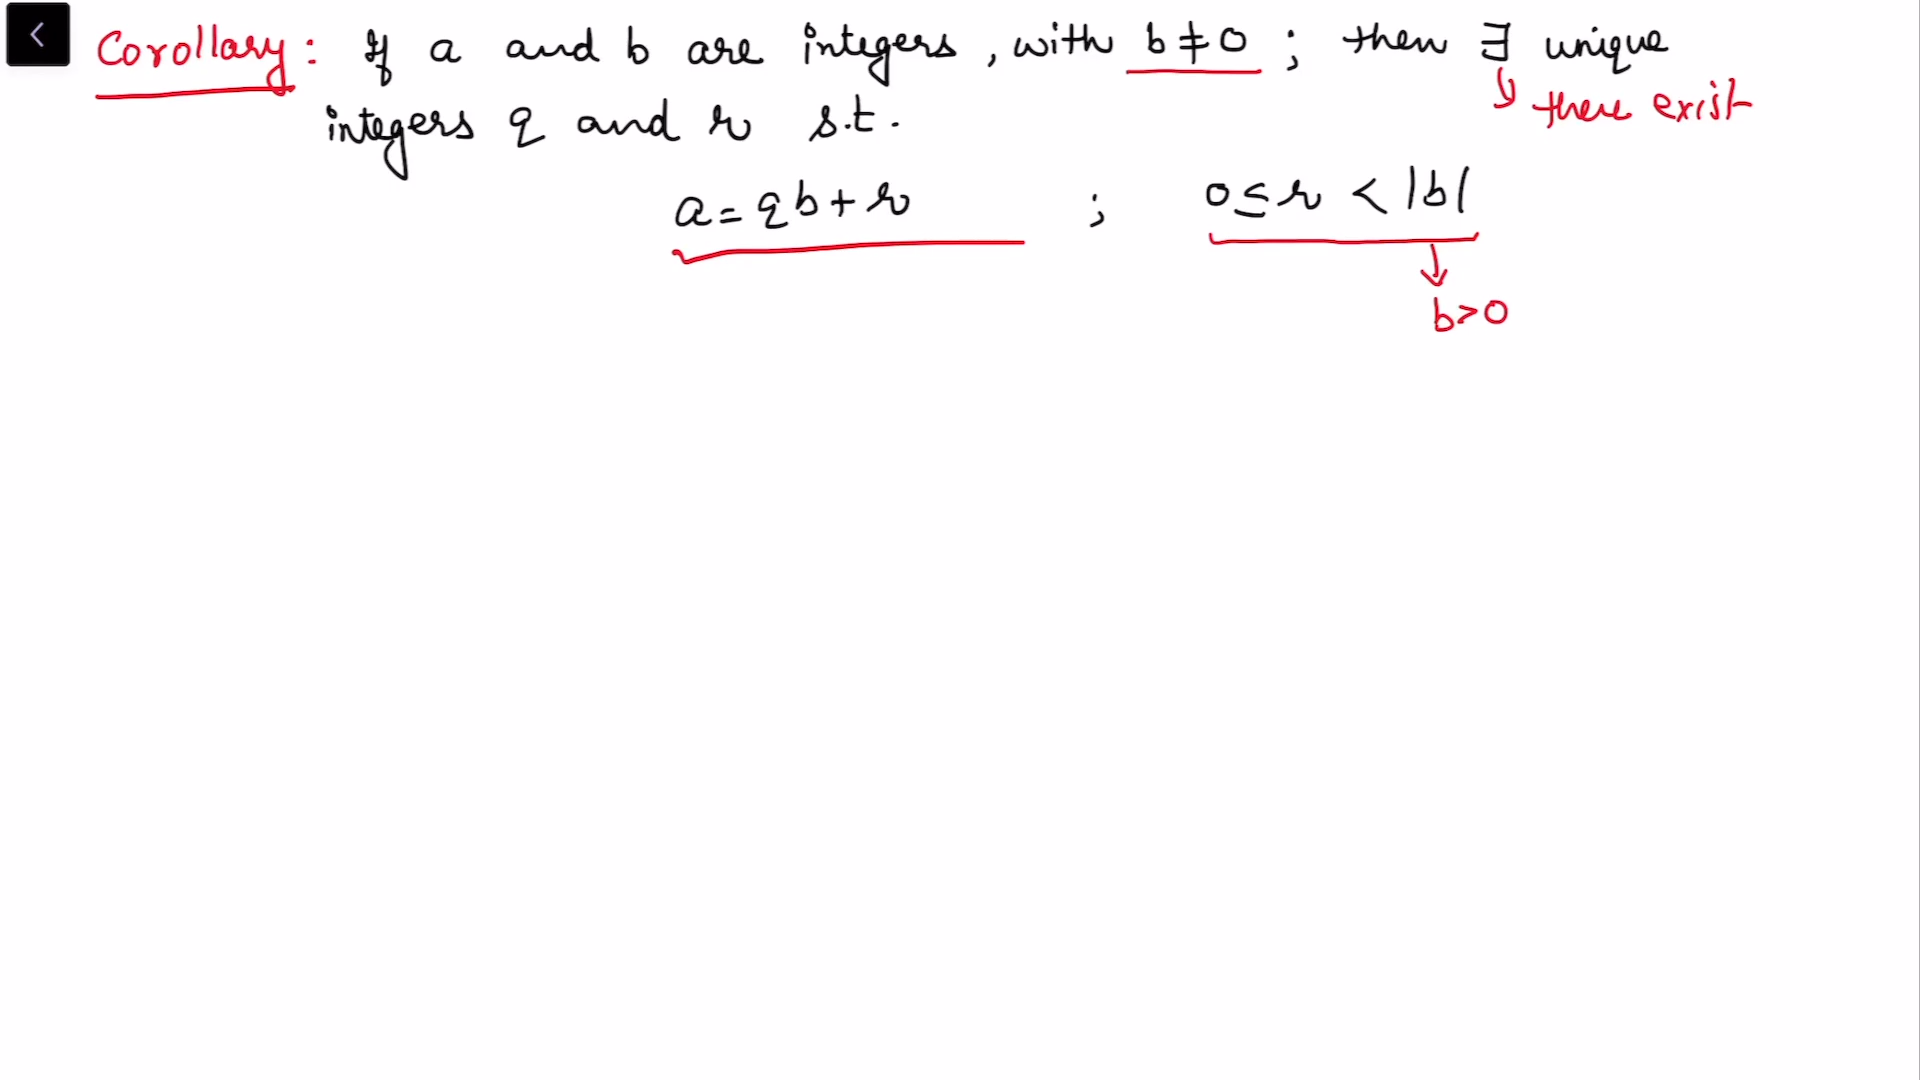 Corollary : If a and b are integers , with b ≠ 0 ; then ∃ unique
there exist
integers q and r s.t.
a = qb + r ; 0 ≤ r < |b|
b > 0